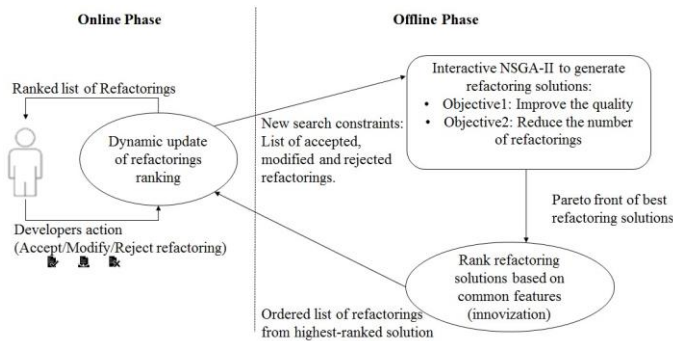 Online Phase
Offline Phase
Ranked list of Refactorings
Dynamic update
of refactorings
ranking
Developers action
(Accept/Modify/Reject refactoring)
New search constraints:
List of accepted,
modified and rejected
refactorings.
Interactive NSGA-II to generate
refactoring solutions:
• Objective1: Improve the quality
• Objective2: Reduce the number
of refactorings
Pareto front of best
refactoring solutions
Rank refactoring
solutions based on
common features
(innovization)
Ordered list of refactorings
from highest-ranked solution